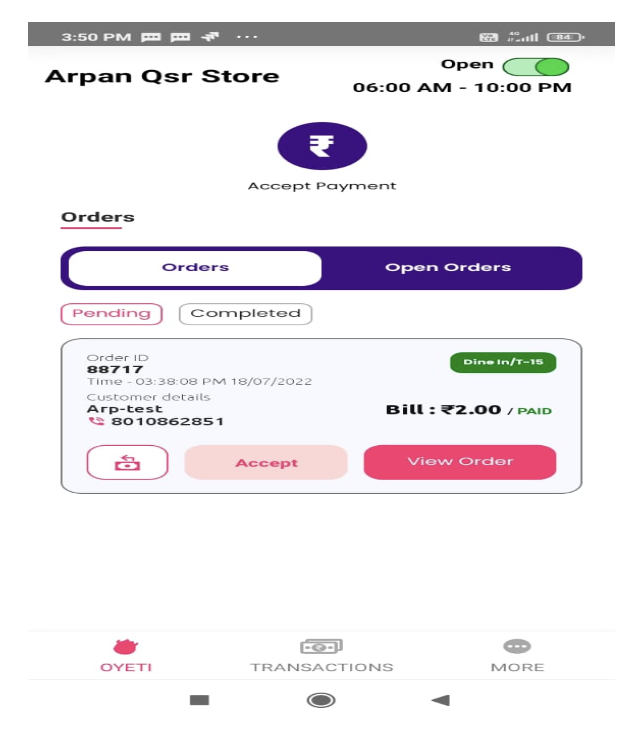 3:50 PM ...
4G 84
Arpan Qsr Store
Open
06:00 AM - 10:00 PM
₹
Accept Payment
Orders
Orders
Open Orders
Pending
Completed
Order ID
88717
Dine In/T-15
Time - 03:38:08 PM 18/07/2022
Customer details
Arp-test
Bill : ₹2.00 / PAID
8010862851
Accept
View Order
OYETI
TRANSACTIONS
MORE